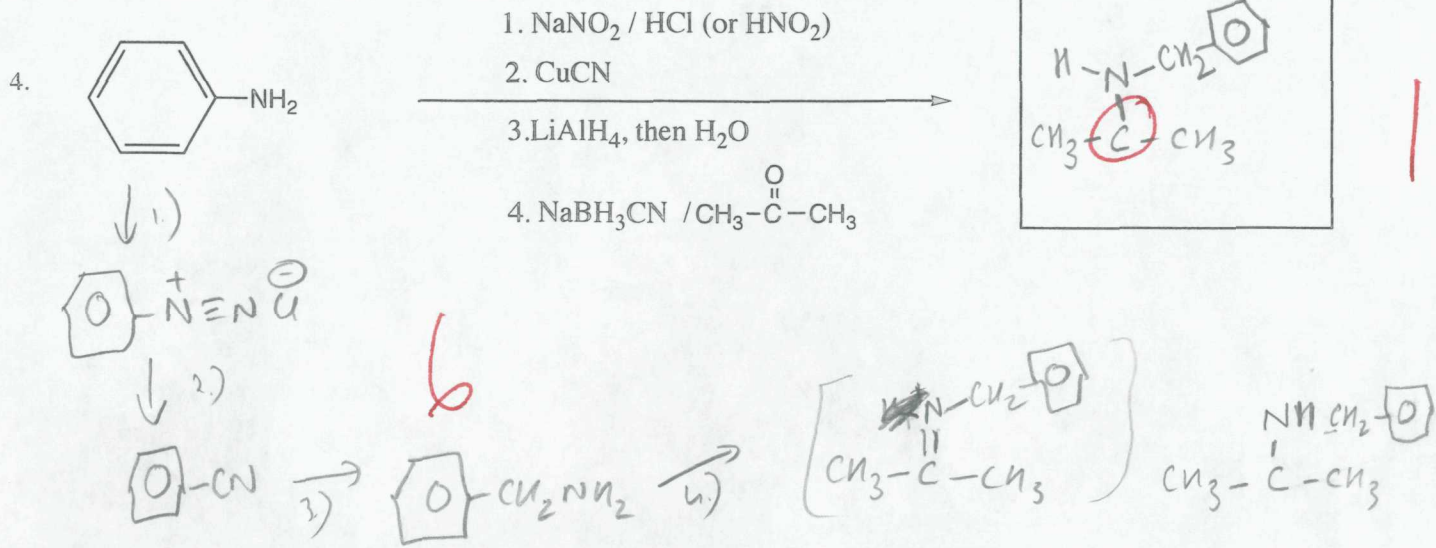 4.
NH₂
1. NaNO₂ / HCl (or HNO₂)
2. CuCN
3.LiAlH₄, then H₂O
O
4. NaBH₃CN /CH₃-C-CH₃
H-N-CH₂
CH₃-C-CH₃
1
1.)
+
N≡N Cl ⊖
2.)
6
CN
3)
CH₂NH₂
4.)
N-CH₂
CH₃-C-CH₃
NH CH₂
CH₃-C-CH₃